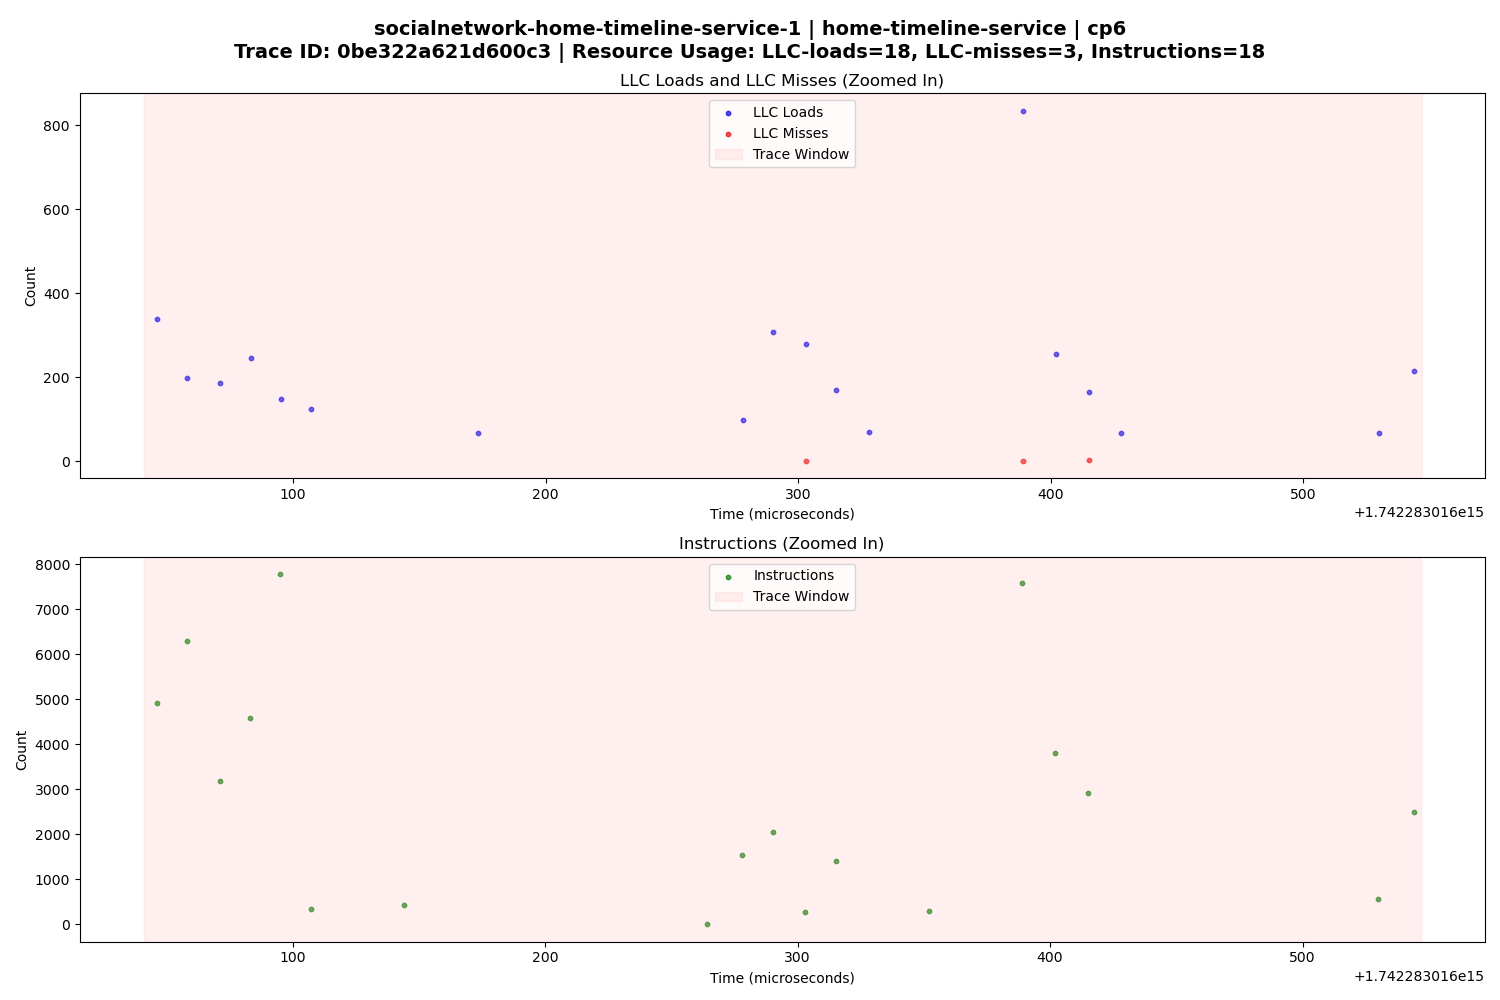 socialnetwork-home-timeline-service-1 | home-timeline-service | cp6
Trace ID: 0be322a621d600c3 | Resource Usage: LLC-loads=18, LLC-misses=3, Instructions=18
LLC Loads and LLC Misses (Zoomed In)
LLC Loads
LLC Misses
Trace Window
Count
800
600
400
200
0
100
200
300
400
500
Time (microseconds)
+1.742283016e15
Instructions (Zoomed In)
Instructions
Trace Window
Count
8000
7000
6000
5000
4000
3000
2000
1000
0
100
200
300
400
500
Time (microseconds)
+1.742283016e15